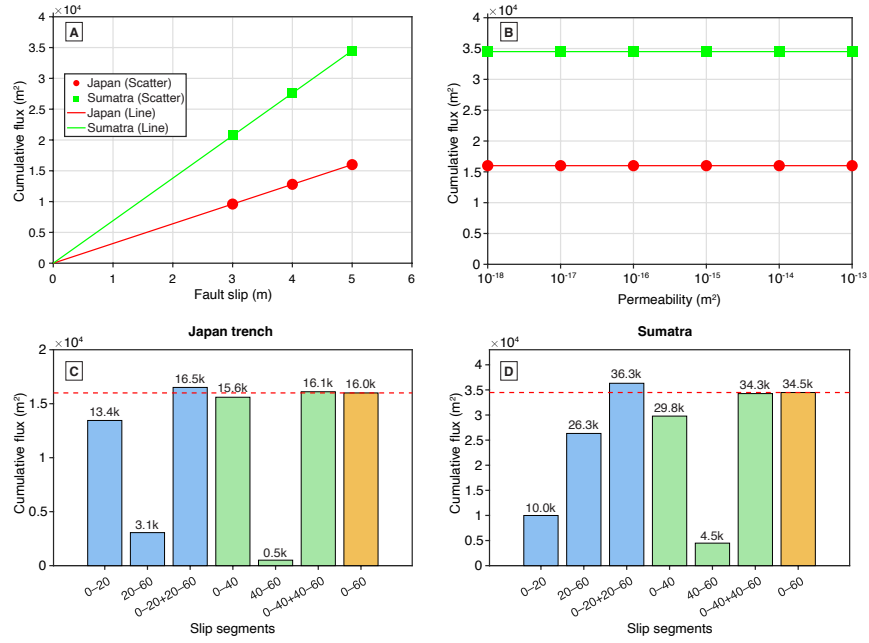 ×10⁴
A
Cumulative flux (m²)
4
3.5
3
2.5
2
1.5
1
0.5
0
Japan (Scatter)
Sumatra (Scatter)
Japan (Line)
Sumatra (Line)
0 1 2 3 4 5 6
Fault slip (m)
×10⁴
B
Cumulative flux (m²)
4
3.5
3
2.5
2
1.5
1
0.5
0
10⁻¹⁸ 10⁻¹⁷ 10⁻¹⁶ 10⁻¹⁵ 10⁻¹⁴ 10⁻¹³
Permeability (m²)
Japan trench
×10⁴
C
Cumulative flux (m²)
2
1.5
1
0.5
0
13.4k 3.1k 16.5k 15.6k 0.5k 16.1k 16.0k
0–20 20–60 0–20+20–60 0–40 40–60 0–40+40–60 0–60
Slip segments
Sumatra
×10⁴
D
Cumulative flux (m²)
4
3.5
3
2.5
2
1.5
1
0.5
0
10.0k 26.3k 36.3k 29.8k 4.5k 34.3k 34.5k
0–20 20–60 0–20+20–60 0–40 40–60 0–40+40–60 0–60
Slip segments